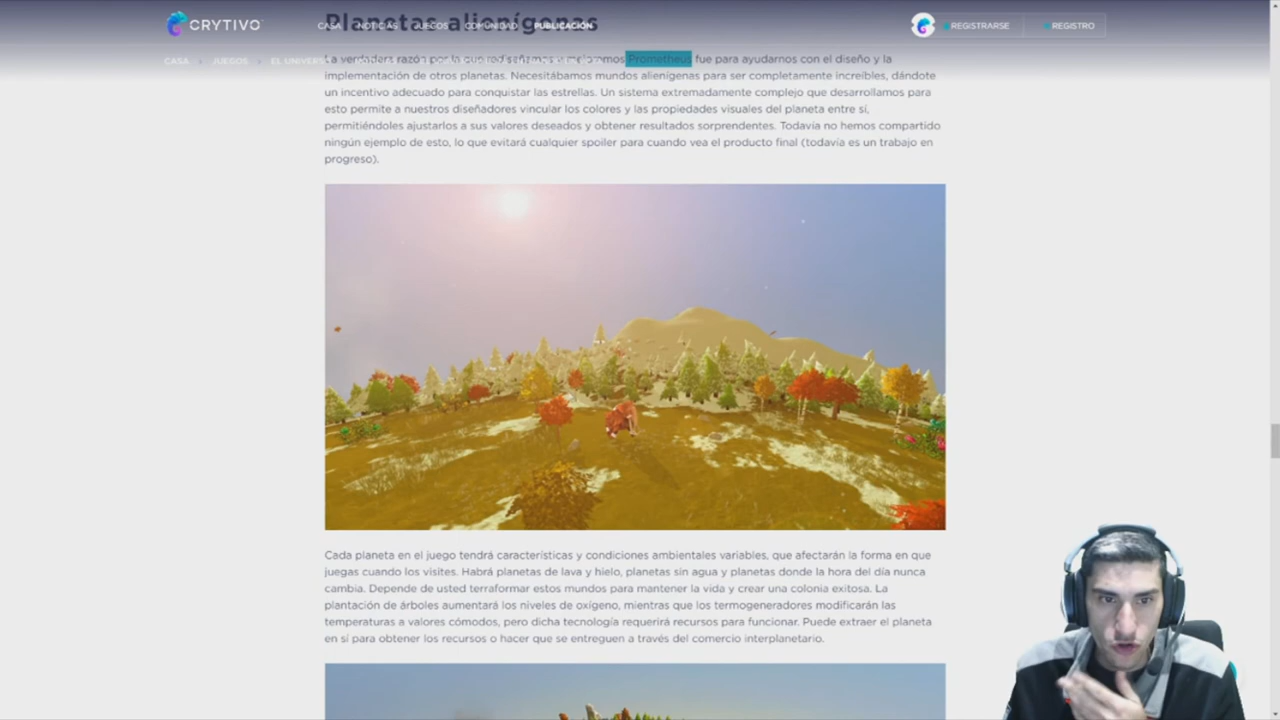 Planetas alienígenas
CRYTIVO
CASA NOTICIAS JUEGOS COMUNIDAD PUBLICACIÓN REGISTRARSE REGISTRO
CASA JUEGOS EL UNIVERS
La verdadera razón por la que rediseñamos y mejoramos Prometheus fue para ayudarnos con el diseño y la
implementación de otros planetas. Necesitábamos mundos alienígenas para ser completamente increíbles, dándote
un incentivo adecuado para conquistar las estrellas. Un sistema extremadamente complejo que desarrollamos para
esto permite a nuestros diseñadores vincular los colores y las propiedades visuales del planeta entre sí,
permitiéndoles ajustarlos a sus valores deseados y obtener resultados sorprendentes. Todavía no hemos compartido
ningún ejemplo de esto, lo que evitará cualquier spoiler para cuando vea el producto final (todavía es un trabajo en
progreso).
Cada planeta en el juego tendrá características y condiciones ambientales variables, que afectarán la forma en que
juegas cuando los visites. Habrá planetas de lava y hielo, planetas sin agua y planetas donde la hora del día nunca
cambia. Depende de usted terraformar estos mundos para mantener la vida y crear una colonia exitosa. La
plantación de árboles aumentará los niveles de oxígeno, mientras que los termogeneradores modificarán las
temperaturas a valores cómodos, pero dicha tecnología requerirá recursos para funcionar. Puede extraer el planeta
en sí para obtener los recursos o hacer que se entreguen a través del comercio interplanetario.